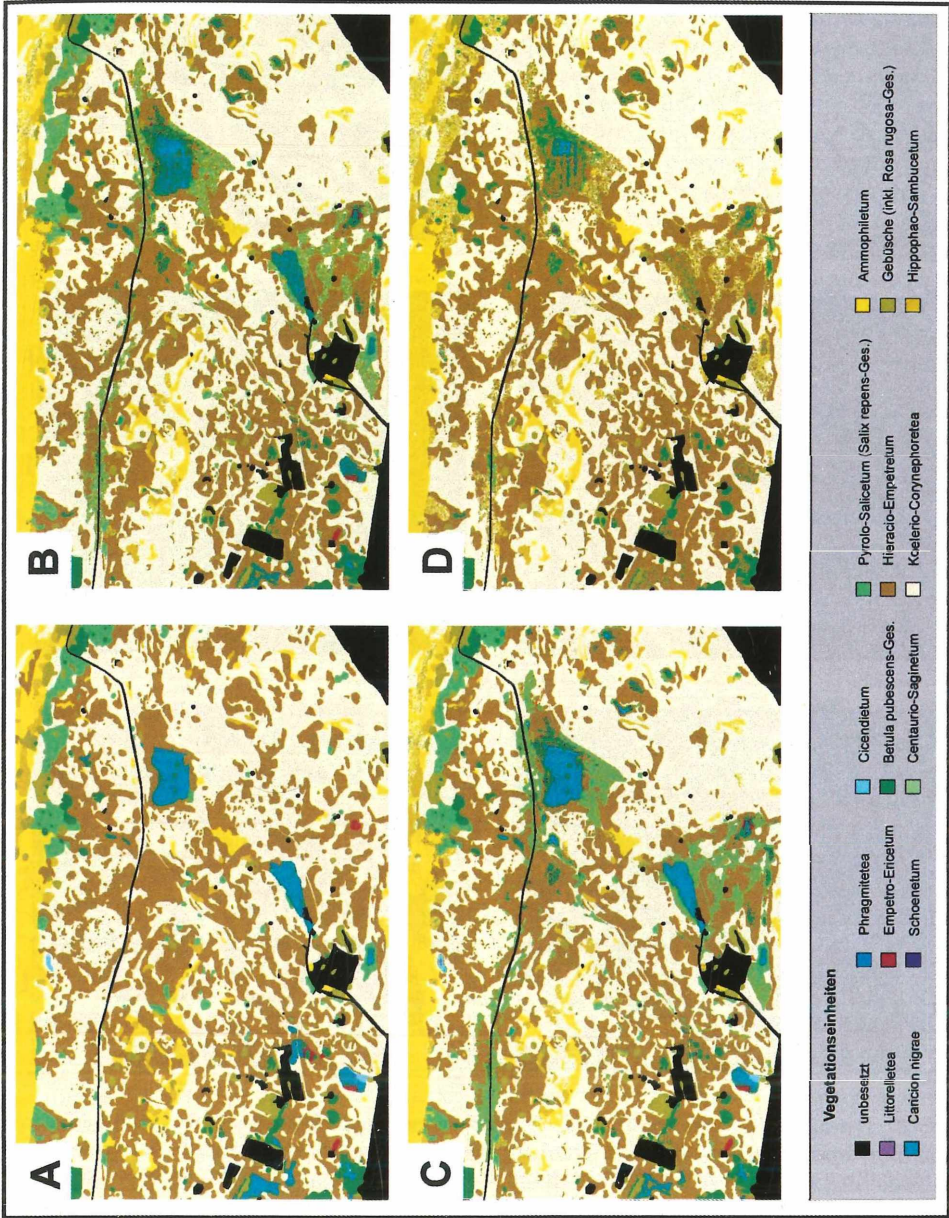 A
B
C
D
Vegetationseinheiten
unbesetzt
Littorelletea
Caricion nigrae
Phragmitetea
Empetro-Ericetum
Schoenetum
Cicendietum
Betula pubescens-Ges.
Centaurio-Saginetum
Pyrolo-Salicetum (Salix repens-Ges.)
Hieracio-Empetretum
Koelerio-Corynephoretea
Ammophiletum
Gebüsche (inkl. Rosa rugosa-Ges.)
Hippophao-Sambucetum